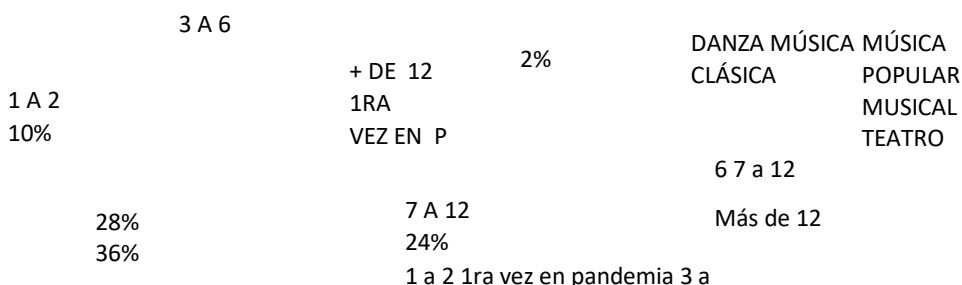 3 A 6
DANZA MÚSICA
CLÁSICA
MÚSICA
POPULAR
MUSICAL
TEATRO
2%
+ DE 12
1RA
VEZ EN P
1 A 2
10%
6 7 a 12
Más de 12
28%
36%
7 A 12
24%
1 a 2 1ra vez en pandemia 3 a